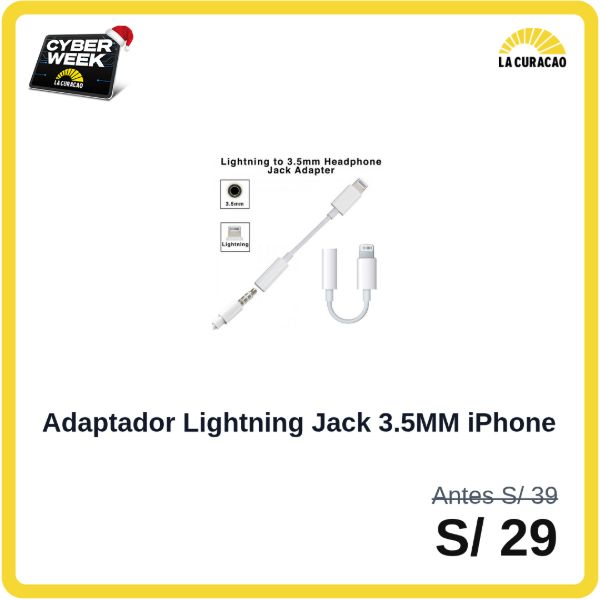 CYBER
WEEK
LA CURACAO
LA CURACAO
Lightning to 3.5mm Headphone
Jack Adapter
3.5mm
Lightning
Adaptador Lightning Jack 3.5MM iPhone
Antes S/ 39
S/ 29